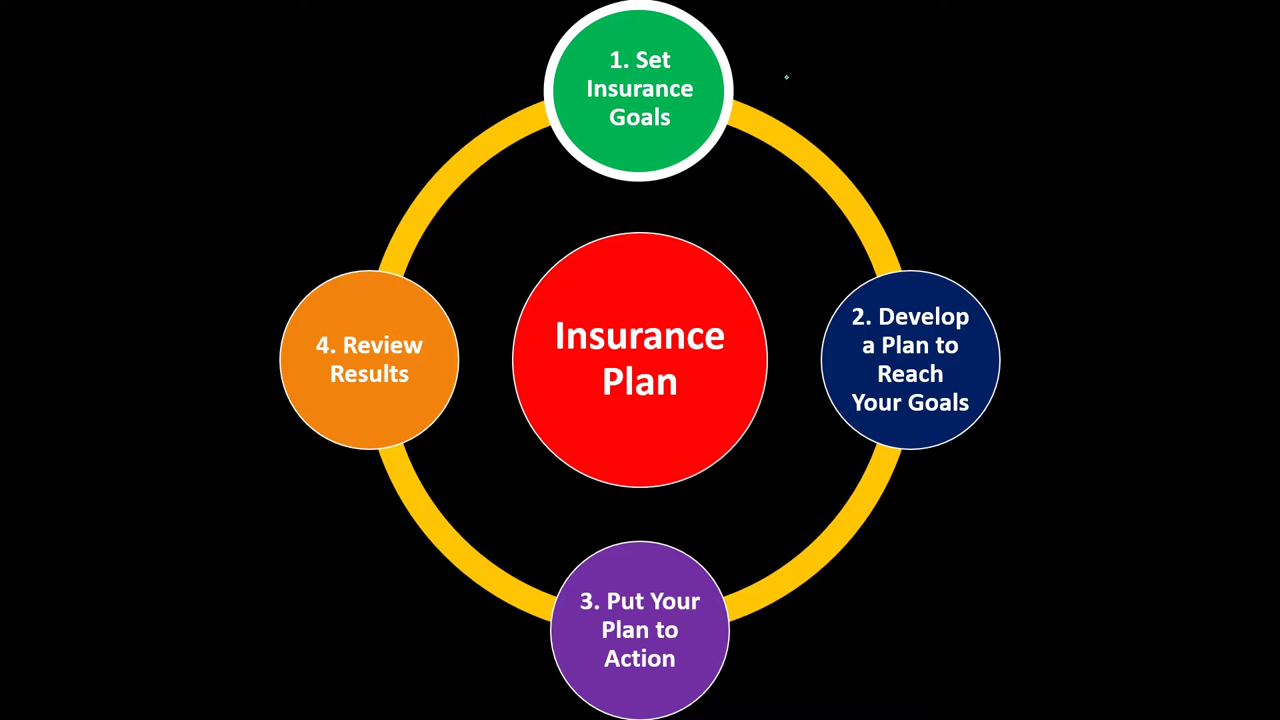 1. Set
Insurance
Goals
Insurance
Plan
2. Develop
a Plan to
Reach
Your Goals
3. Put Your
Plan to
Action
4. Review
Results